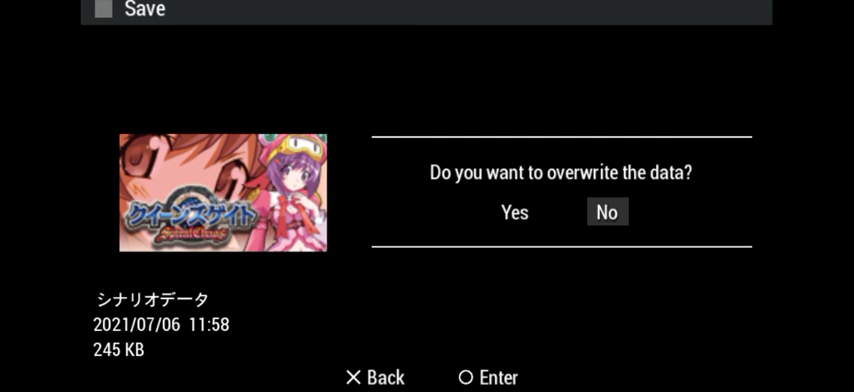 Save
クイーンズゲイト
Spiral Chaos
Do you want to overwrite the data?
Yes No
シナリオデータ
2021/07/06 11:58
245 KB
Back Enter